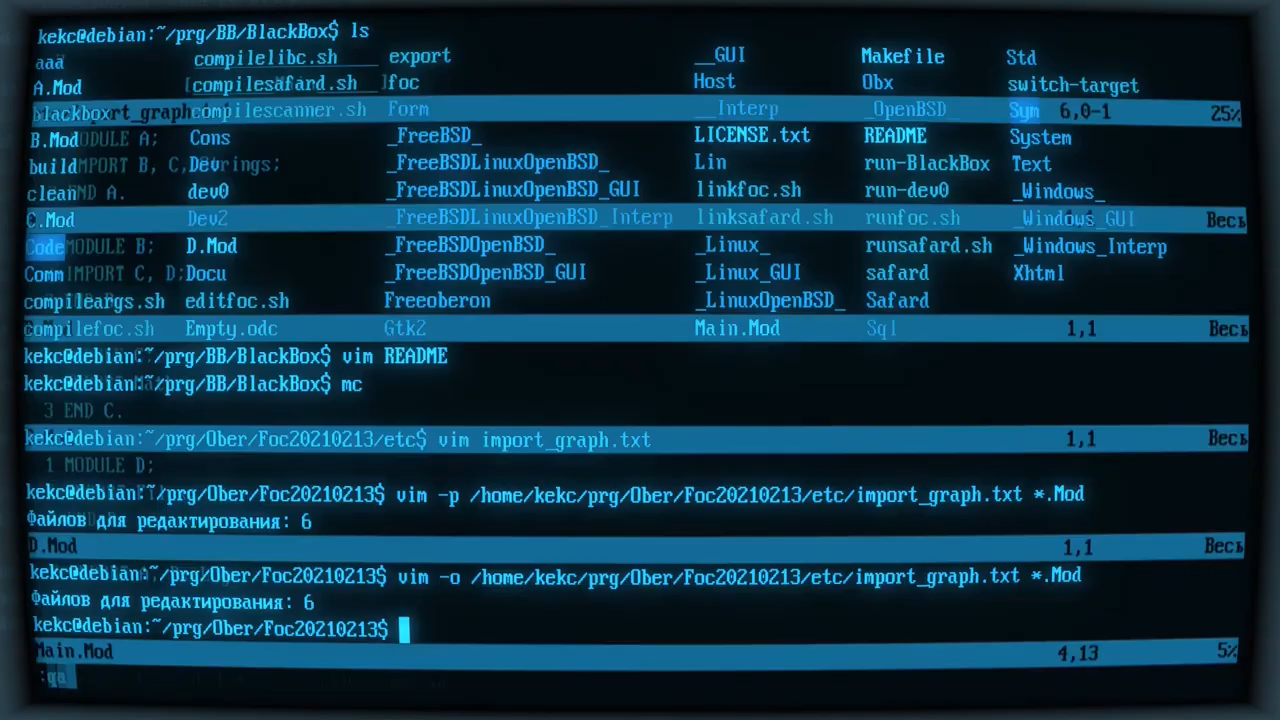 kekc@debian:~/prg/BB/BlackBox$ ls
aaa compilelibc.sh export __GUI Makefile Std
A.Mod compilesafard.sh foc Host Obx switch-target
blackbox compilescanner.sh Form __Interp _OpenBSD_ Sym 6,0-1 25%
B.Mod Cons _FreeBSD_ LICENSE.txt README System
build Dev _FreeBSDLinuxOpenBSD_ Lin run-BlackBox Text
clean dev0 _FreeBSDLinuxOpenBSD_GUI linkfoc.sh run-dev0 _Windows_
C.Mod Dev2 _FreeBSDLinuxOpenBSD_Interp linksafard.sh runfoc.sh _Windows_GUI 1,1 Весь
Code MODULE B; D.Mod _FreeBSDOpenBSD_ _Linux_ runsafard.sh _Windows_Interp
Comm IMPORT C, D; Docu _FreeBSDOpenBSD_GUI _Linux_GUI safard Xhtml
compileargs.sh editfoc.sh Freeoberon _LinuxOpenBSD_ Safard
compilefoc.sh Empty.odc Gtk2 Main.Mod Sql 1,1 Весь
kekc@debian:~/prg/BB/BlackBox$ vim README
kekc@debian:~/prg/BB/BlackBox$ mc
3 END C.
kekc@debian:~/prg/Ober/Foc20210213/etc$ vim import_graph.txt 1,1 Весь
1 MODULE D;
kekc@debian:~/prg/Ober/Foc20210213$ vim -p /home/kekc/prg/Ober/Foc20210213/etc/import_graph.txt *.Mod
Файлов для редактирования: 6
D.Mod 1,1 Весь
kekc@debian:~/prg/Ober/Foc20210213$ vim -o /home/kekc/prg/Ober/Foc20210213/etc/import_graph.txt *.Mod
Файлов для редактирования: 6
kekc@debian:~/prg/Ober/Foc20210213$
Main.Mod 4,13 5%
:qa